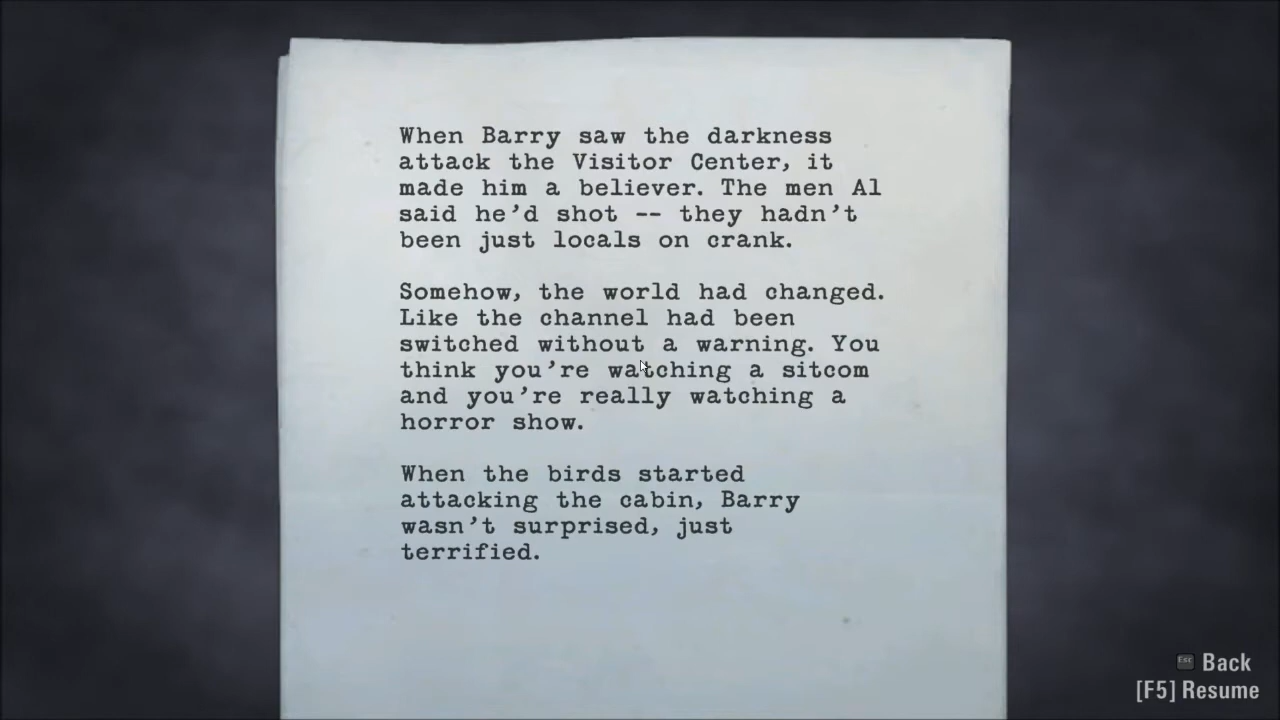 When Barry saw the darkness
attack the Visitor Center, it
made him a believer. The men Al
said he'd shot -- they hadn't
been just locals on crank.
Somehow, the world had changed.
Like the channel had been
switched without a warning. You
think you're watching a sitcom
and you're really watching a
horror show.
When the birds started
attacking the cabin, Barry
wasn't surprised, just
terrified.
Esc Back
[F5] Resume